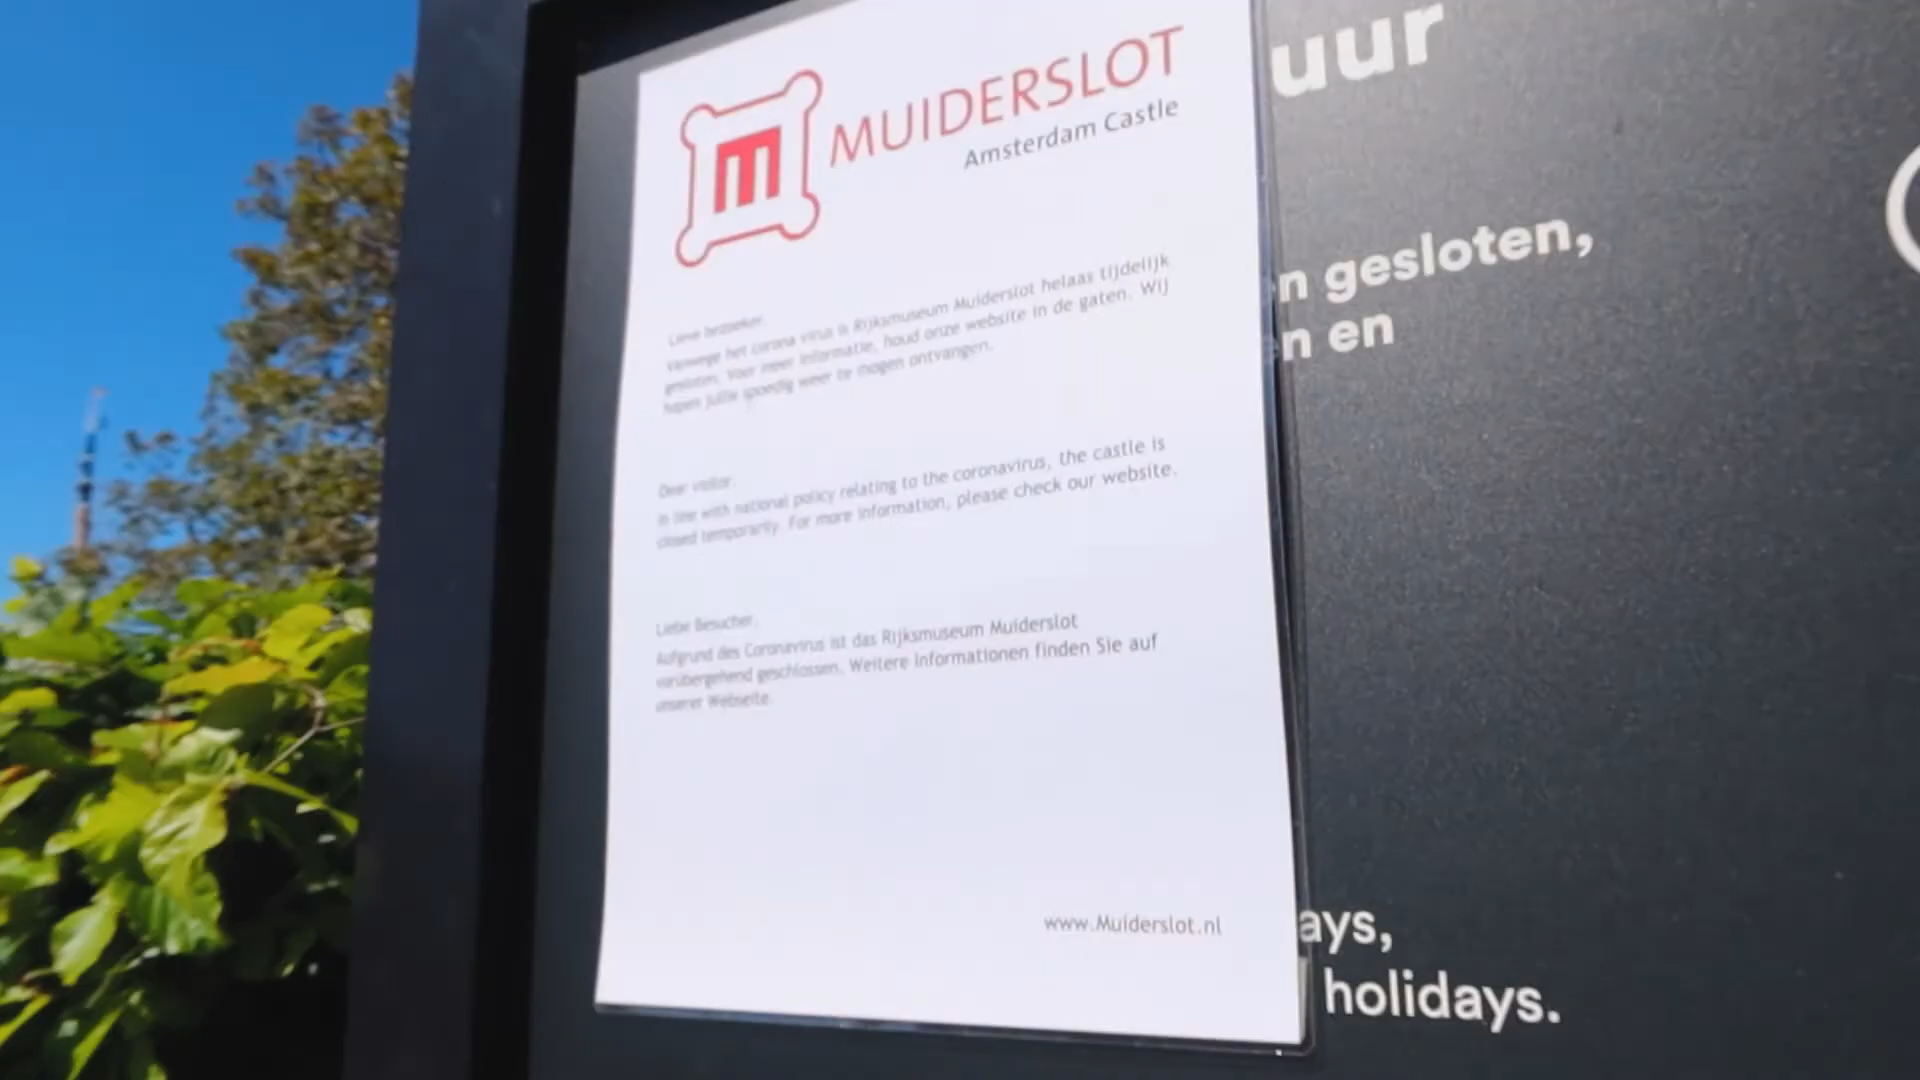 MUIDERSLOT
Amsterdam Castle
Lieve bezoeker,
Vanwege het corona virus is Rijksmuseum Muiderslot helaas tijdelijk
gesloten. Voor meer informatie, houd onze website in de gaten. Wij
hopen jullie spoedig weer te mogen ontvangen.
Dear visitor,
In line with national policy relating to the coronavirus, the castle is
closed temporarily. For more information, please check our website.
Liebe Besucher,
Aufgrund des Coronavirus ist das Rijksmuseum Muiderslot
vorübergehend geschlossen. Weitere Informationen finden Sie auf
unserer Webseite.
www.Muiderslot.nl
uur
n gesloten,
n en
ays,
holidays.